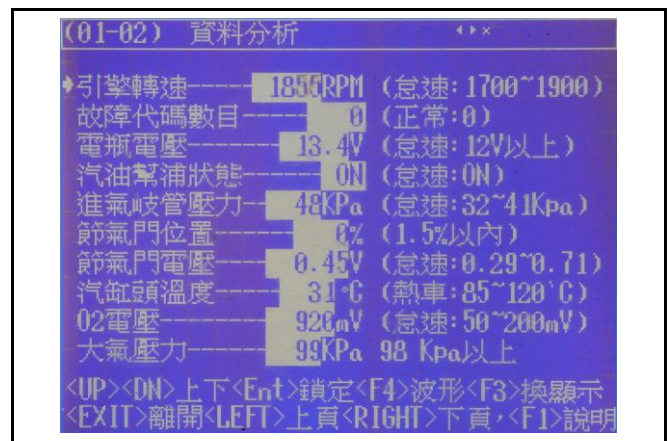 (01-02) 資料分析
引擎轉速-----1855RPM (怠速:1700~1900)
故障代碼數目----0 (正常:0)
電瓶電壓------13.4V (怠速:12V以上)
汽油幫浦狀態------ON (怠速:ON)
進氣岐管壓力--48KPa (怠速:32~41Kpa)
節氣門位置-----0% (1.5%以內)
節氣門電壓----0.45V (怠速:0.29~0.71)
汽缸頭溫度-----31°C (熱車:85~120`C)
O2電壓--------920mV (怠速:50~200mV)
大氣壓力------99KPa 98 Kpa以上
<UP><DN>上下<Ent>鎖定<F4>波形<F3>換顯示
<EXIT>離開<LEFT>上頁<RIGHT>下頁,<F1>說明